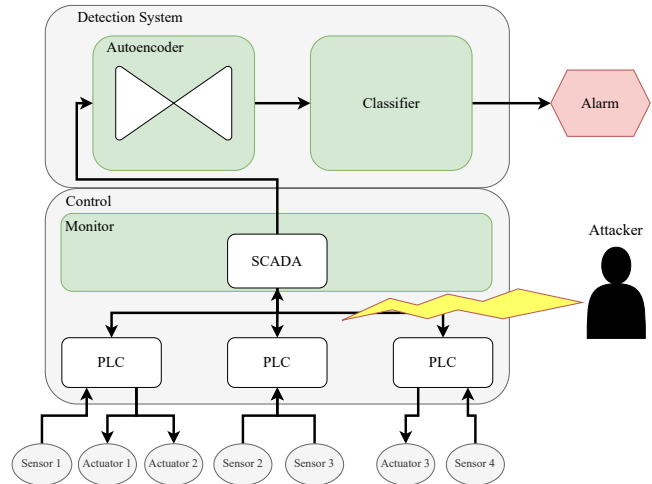 Detection System
Autoencoder
Classifier
Alarm
Control
Monitor
SCADA
Attacker
PLC
PLC
PLC
Sensor 1
Actuator 1
Actuator 2
Sensor 2
Sensor 3
Actuator 3
Sensor 4